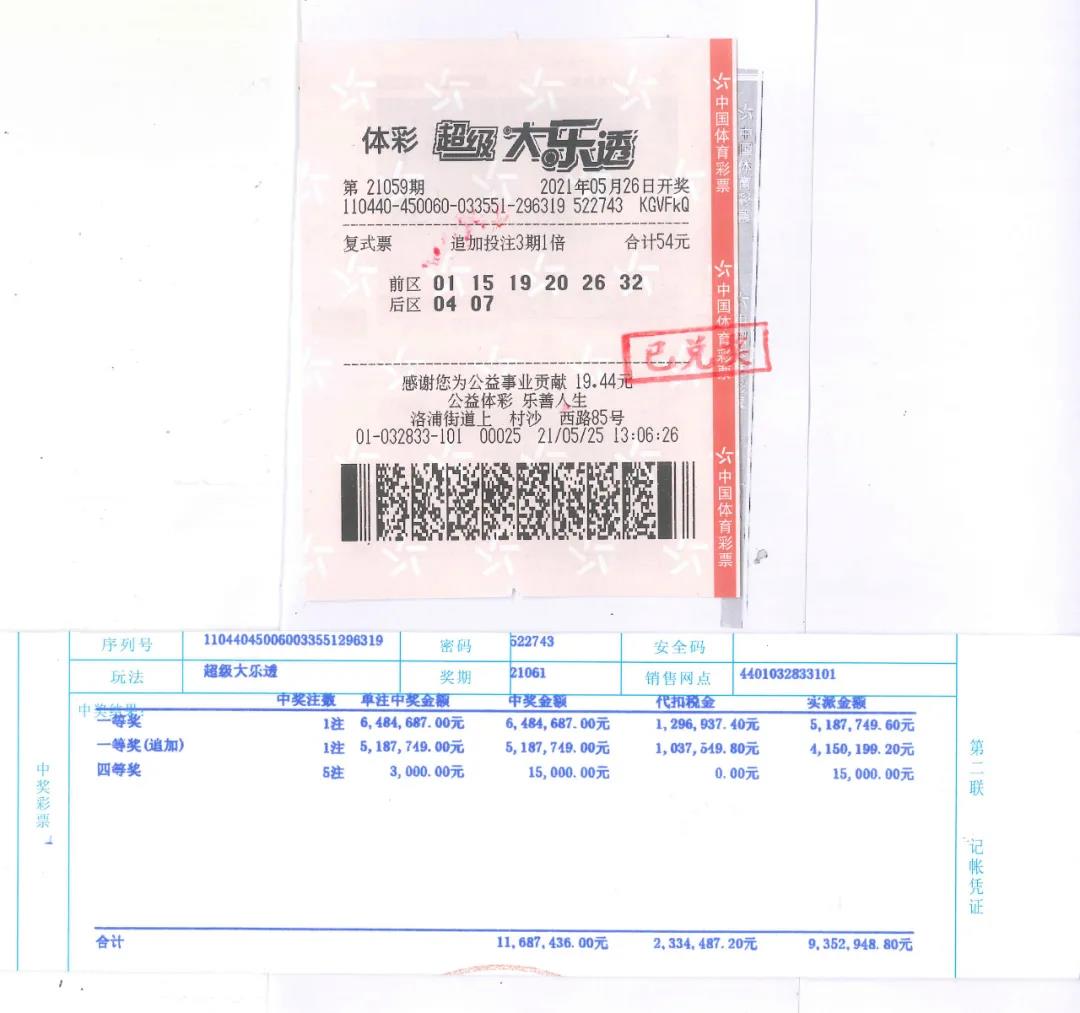 体彩 超级大乐透
第 21059期 2021年05月26日开奖
110440-450060-033551-296319 522743 KGVFkQ
复式票 追加投注3期1倍 合计54元
前区 01 15 19 20 26 32
后区 04 07
已兑奖
感谢您为公益事业贡献 19.44元
公益体彩 乐善人生
洛浦街道上 村沙 西路85号
01-032833-101 00025 21/05/25 13:06:26
中国体育彩票
中国体育彩票
中国体育彩票
序列号 110440450060033551296319 密码 522743 安全码
玩法 超级大乐透 奖期 21061 销售网点 4401032833101
中奖结果:
中奖注数 单注中奖金额 中奖金额 代扣税金 实派金额
一等奖 1注 6,484,687.00元 6,484,687.00元 1,296,937.40元 5,187,749.60元
一等奖(追加) 1注 5,187,749.00元 5,187,749.00元 1,037,549.80元 4,150,199.20元
四等奖 5注 3,000.00元 15,000.00元 0.00元 15,000.00元
合计 11,687,436.00元 2,334,487.20元 9,352,948.80元
中奖彩票
第二联 记帐凭证